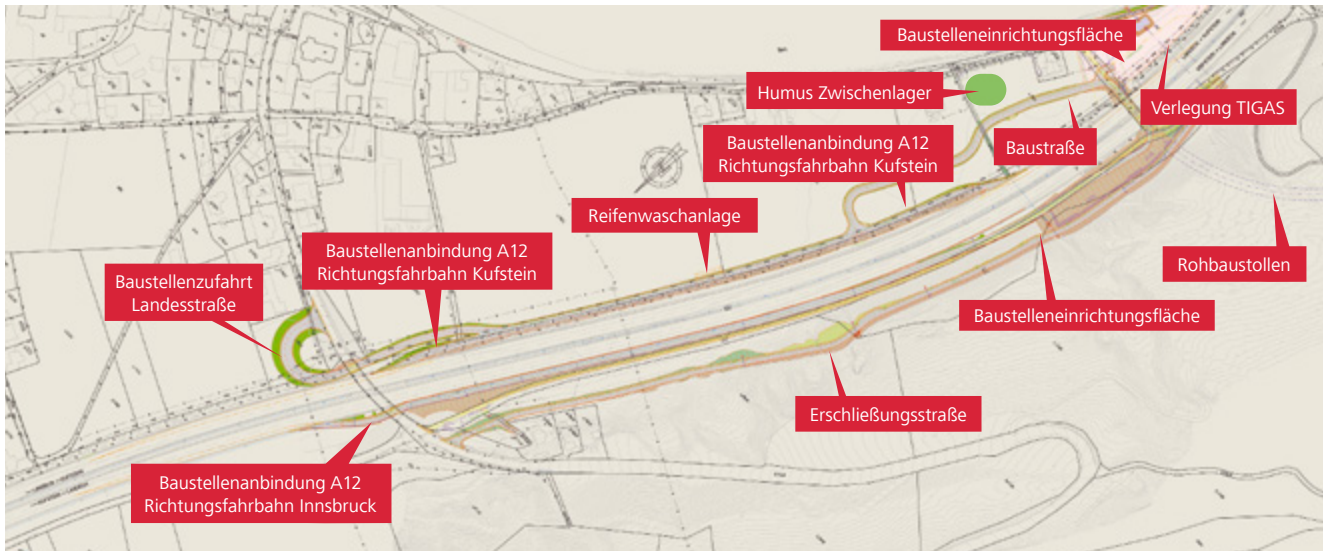 Baustelleneinrichtungsfläche
Humus Zwischenlager
Verlegung TIGAS
Baustellenanbindung A12
Richtungsfahrbahn Kufstein
Baustraße
Reifenwaschanlage
Baustellenanbindung A12
Richtungsfahrbahn Kufstein
Rohbaustollen
Baustellenzufahrt
Landesstraße
Baustelleneinrichtungsfläche
Erschließungsstraße
Baustellenanbindung A12
Richtungsfahrbahn Innsbruck